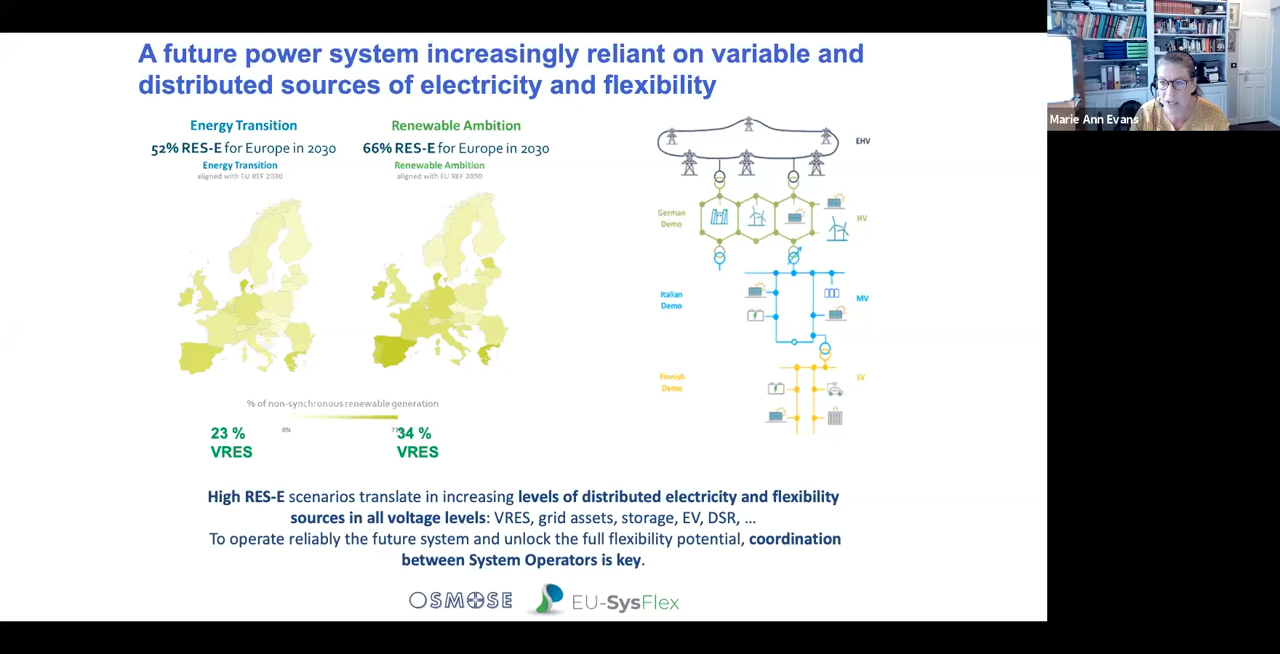 A future power system increasingly reliant on variable and
distributed sources of electricity and flexibility
Energy Transition
52% RES-E for Europe in 2030
Energy Transition
aligned with EU REF 2030
Renewable Ambition
66% RES-E for Europe in 2030
Renewable Ambition
aligned with EU REF 2050
% of non-synchronous renewable generation
0%
23 %
VRES
34 %
VRES
EHV
German
Demo
HV
Italian
Demo
MV
Finnish
Demo
LV
High RES-E scenarios translate in increasing levels of distributed electricity and flexibility
sources in all voltage levels: VRES, grid assets, storage, EV, DSR, ...
To operate reliably the future system and unlock the full flexibility potential, coordination
between System Operators is key.
OSMOSE
EU-SysFlex
Marie Ann Evans